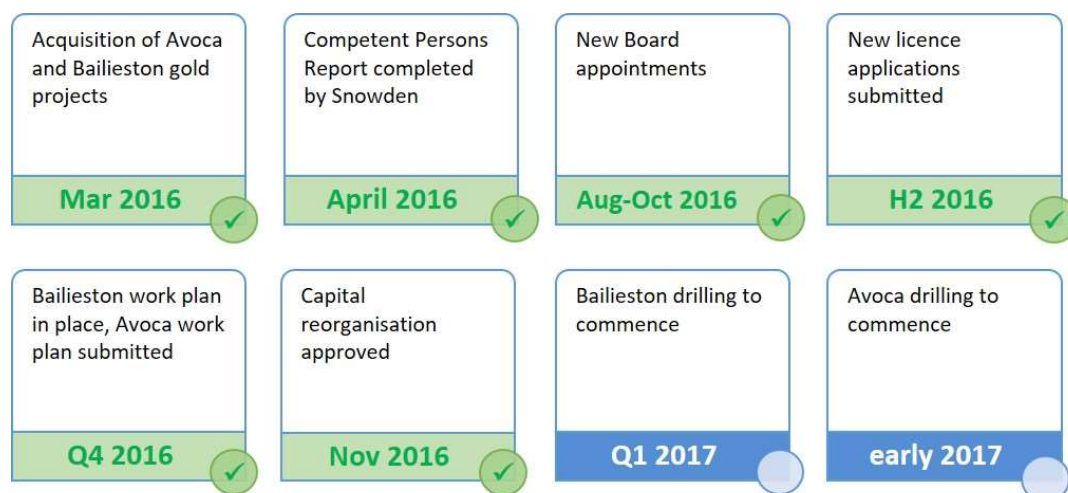 Acquisition of Avoca
and Bailieston gold
projects
Mar 2016
Competent Persons
Report completed
by Snowden
April 2016
New Board
appointments
Aug-Oct 2016
New licence
applications
submitted
H2 2016
Bailieston work plan
in place, Avoca work
plan submitted
Q4 2016
Capital
reorganisation
approved
Nov 2016
Bailieston drilling to
commence
Q1 2017
Avoca drilling to
commence
early 2017